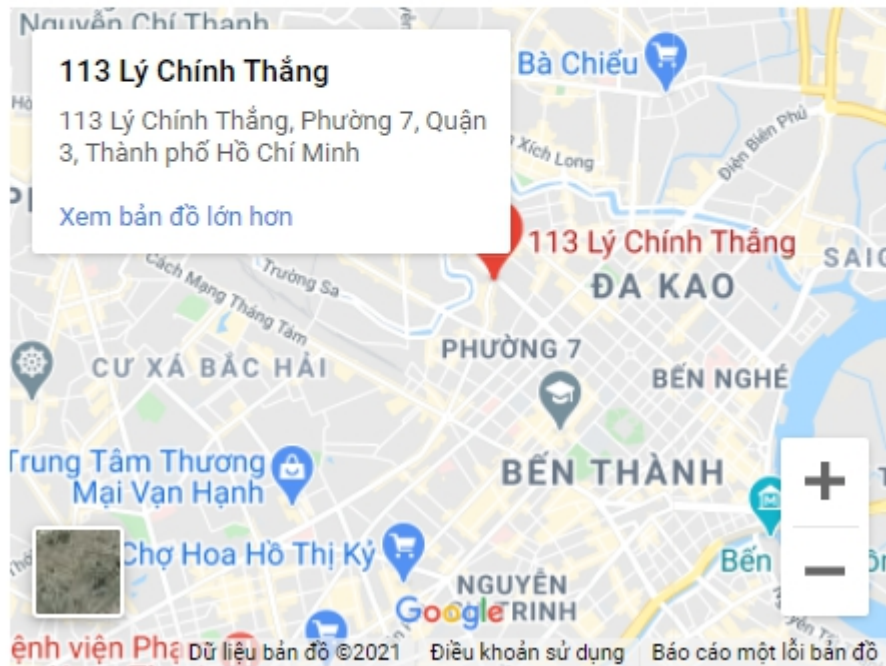 Nguyễn Chí Thanh
113 Lý Chính Thắng
113 Lý Chính Thắng, Phường 7, Quận
3, Thành phố Hồ Chí Minh
Xem bản đồ lớn hơn
Bà Chiểu
Điện Biên Phủ
Xích Long
113 Lý Chính Thắng
ĐA KAO
Cách Mạng Tháng Tám
Trường Sa
PHƯỜNG 7
CƯ XÁ BẮC HẢI
BẾN NGHÉ
Trung Tâm Thương
Mại Vạn Hạnh
BẾN THÀNH
Chợ Hoa Hồ Thị Kỷ
Bến
NGUYỄN
TRINH
Google
Dữ liệu bản đồ ©2021
Điều khoản sử dụng
Báo cáo một lỗi bản đồ